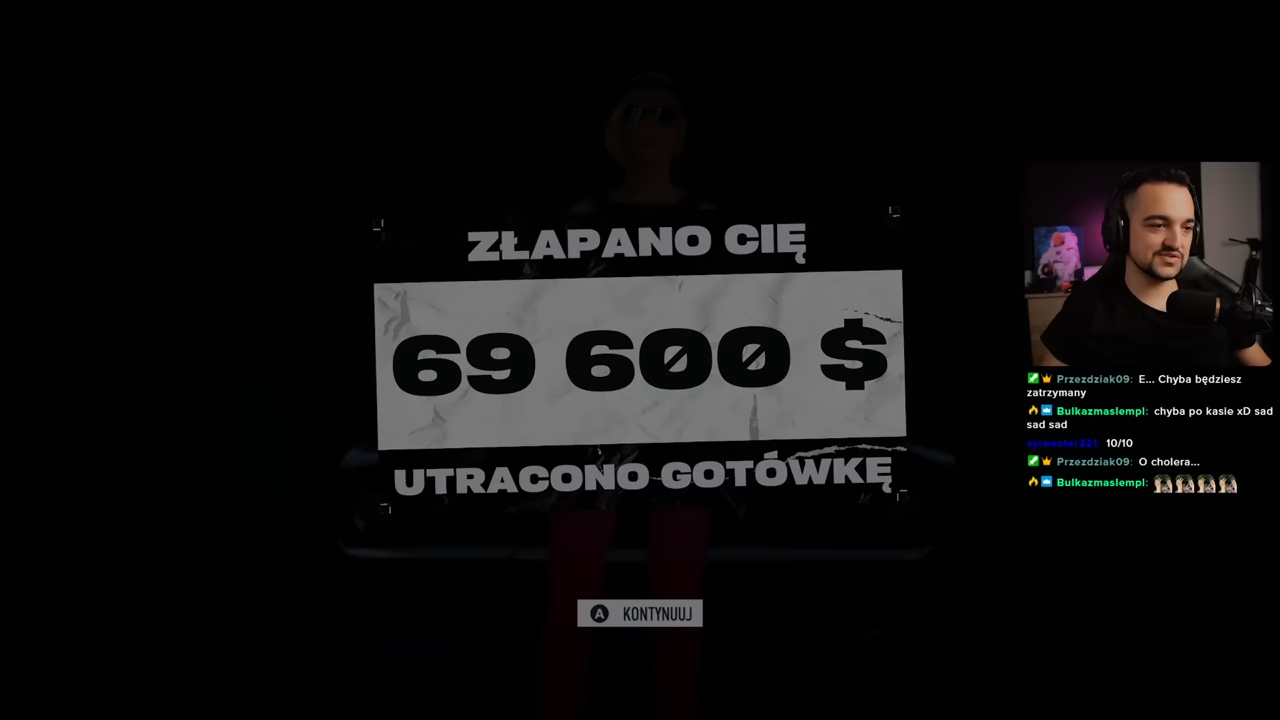 ZŁAPANO CIĘ
69 600 $
UTRACONO GOTÓWKĘ
A KONTYNUUJ
Przezdziak09: E... Chyba będziesz
zatrzymany
Bulkazmaslempl: chyba po kasie xD sad
sad sad
sylwester221 10/10
Przezdziak09: O cholera...
Bulkazmaslempl: